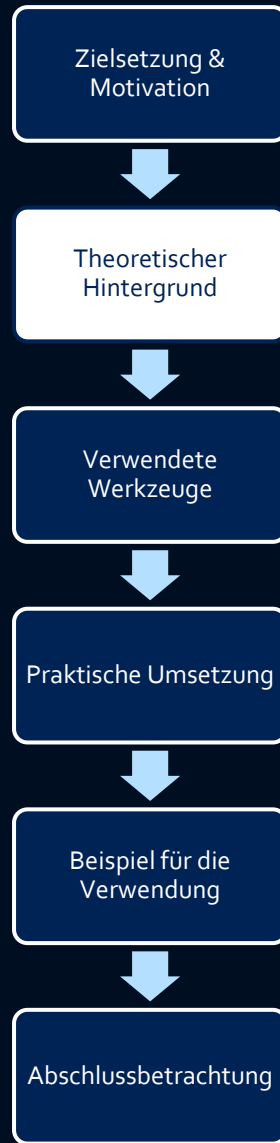 Zielsetzung &
Motivation
Theoretischer
Hintergrund
Verwendete
Werkzeuge
Praktische Umsetzung
Beispiel für die
Verwendung
Abschlussbetrachtung